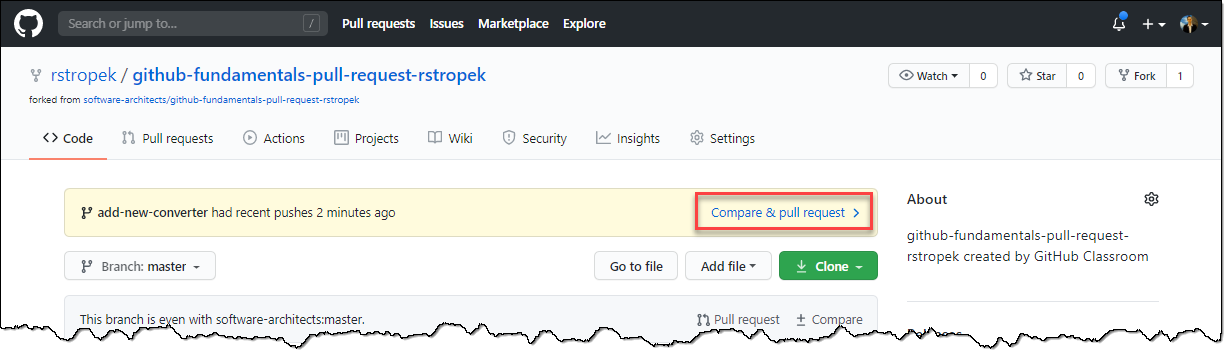 Search or jump to... /
Pull requests Issues Marketplace Explore
rstropek / github-fundamentals-pull-request-rstropek
Watch 0 Star 0 Fork 1
forked from software-architects/github-fundamentals-pull-request-rstropek
Code Pull requests Actions Projects Wiki Security Insights Settings
add-new-converter had recent pushes 2 minutes ago
Compare & pull request
About
Branch: master
Go to file Add file Clone
github-fundamentals-pull-request-
rstropek created by GitHub Classroom
This branch is even with software-architects:master.
Pull request Compare